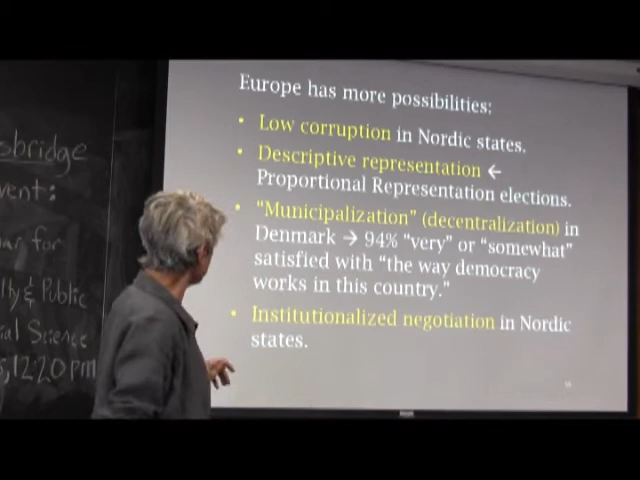 Europe has more possibilities:
• Low corruption in Nordic states.
• Descriptive representation ←
Proportional Representation elections.
• “Municipalization” (decentralization) in
Denmark → 94% “very” or “somewhat”
satisfied with “the way democracy
works in this country.”
• Institutionalized negotiation in Nordic
states.
sbridge
vent:
for
ty & Public
ial Science
12:20 pm